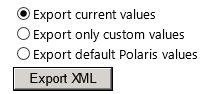 Export current values
Export only custom values
Export default Polaris values
Export XML